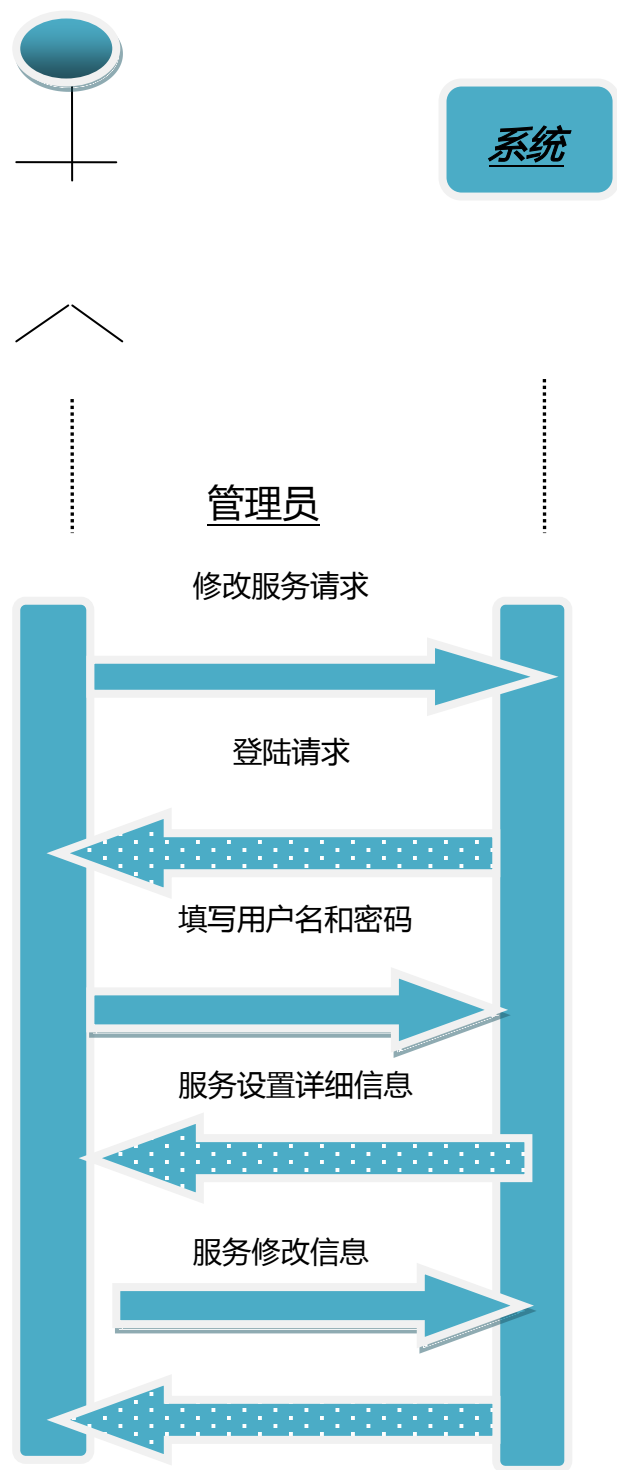 系统
管理员
修改服务请求
登陆请求
填写用户名和密码
服务设置详细信息
服务修改信息